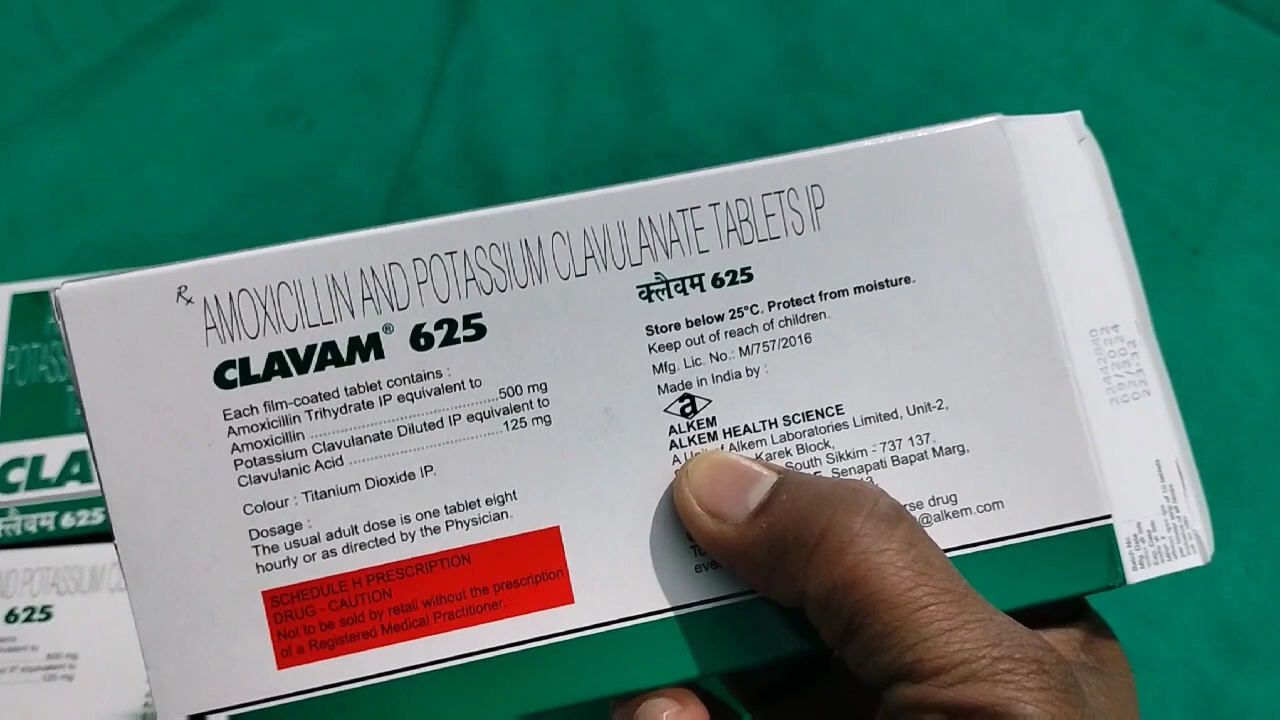 Rx AMOXICILLIN AND POTASSIUM CLAVULANATE TABLETS IP
CLAVAM® 625
Each film-coated tablet contains :
Amoxicillin Trihydrate IP equivalent to
Amoxicillin ........................................ 500 mg
Potassium Clavulanate Diluted IP equivalent to
Clavulanic Acid ................................ 125 mg
Colour : Titanium Dioxide IP.
Dosage :
The usual adult dose is one tablet eight
hourly or as directed by the Physician.
SCHEDULE H PRESCRIPTION
DRUG - CAUTION
Not to be sold by retail without the prescription
of a Registered Medical Practitioner.
क्लैवम 625
Store below 25°C. Protect from moisture.
Keep out of reach of children.
Mfg. Lic. No.: M/757/2016
Made in India by :
a
ALKEM
ALKEM HEALTH SCIENCE
A Alkem Laboratories Limited, Unit-2,
Karek Block,
South Sikkim - 737 137.
Senapati Bapat Marg,
drug
@alkem.com
CLA
क्लैवम 625
625